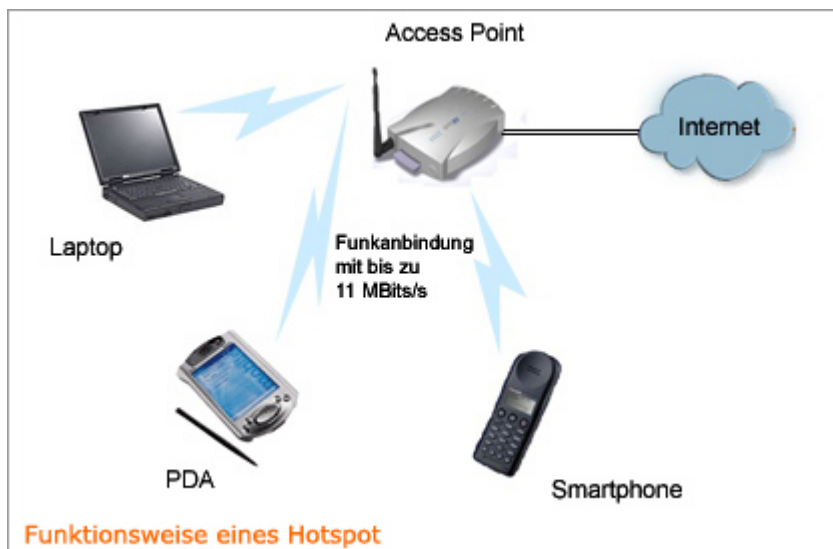 Access Point
Internet
Laptop
Funkanbindung
mit bis zu
11 MBits/s
PDA
Smartphone
Funktionsweise eines Hotspot